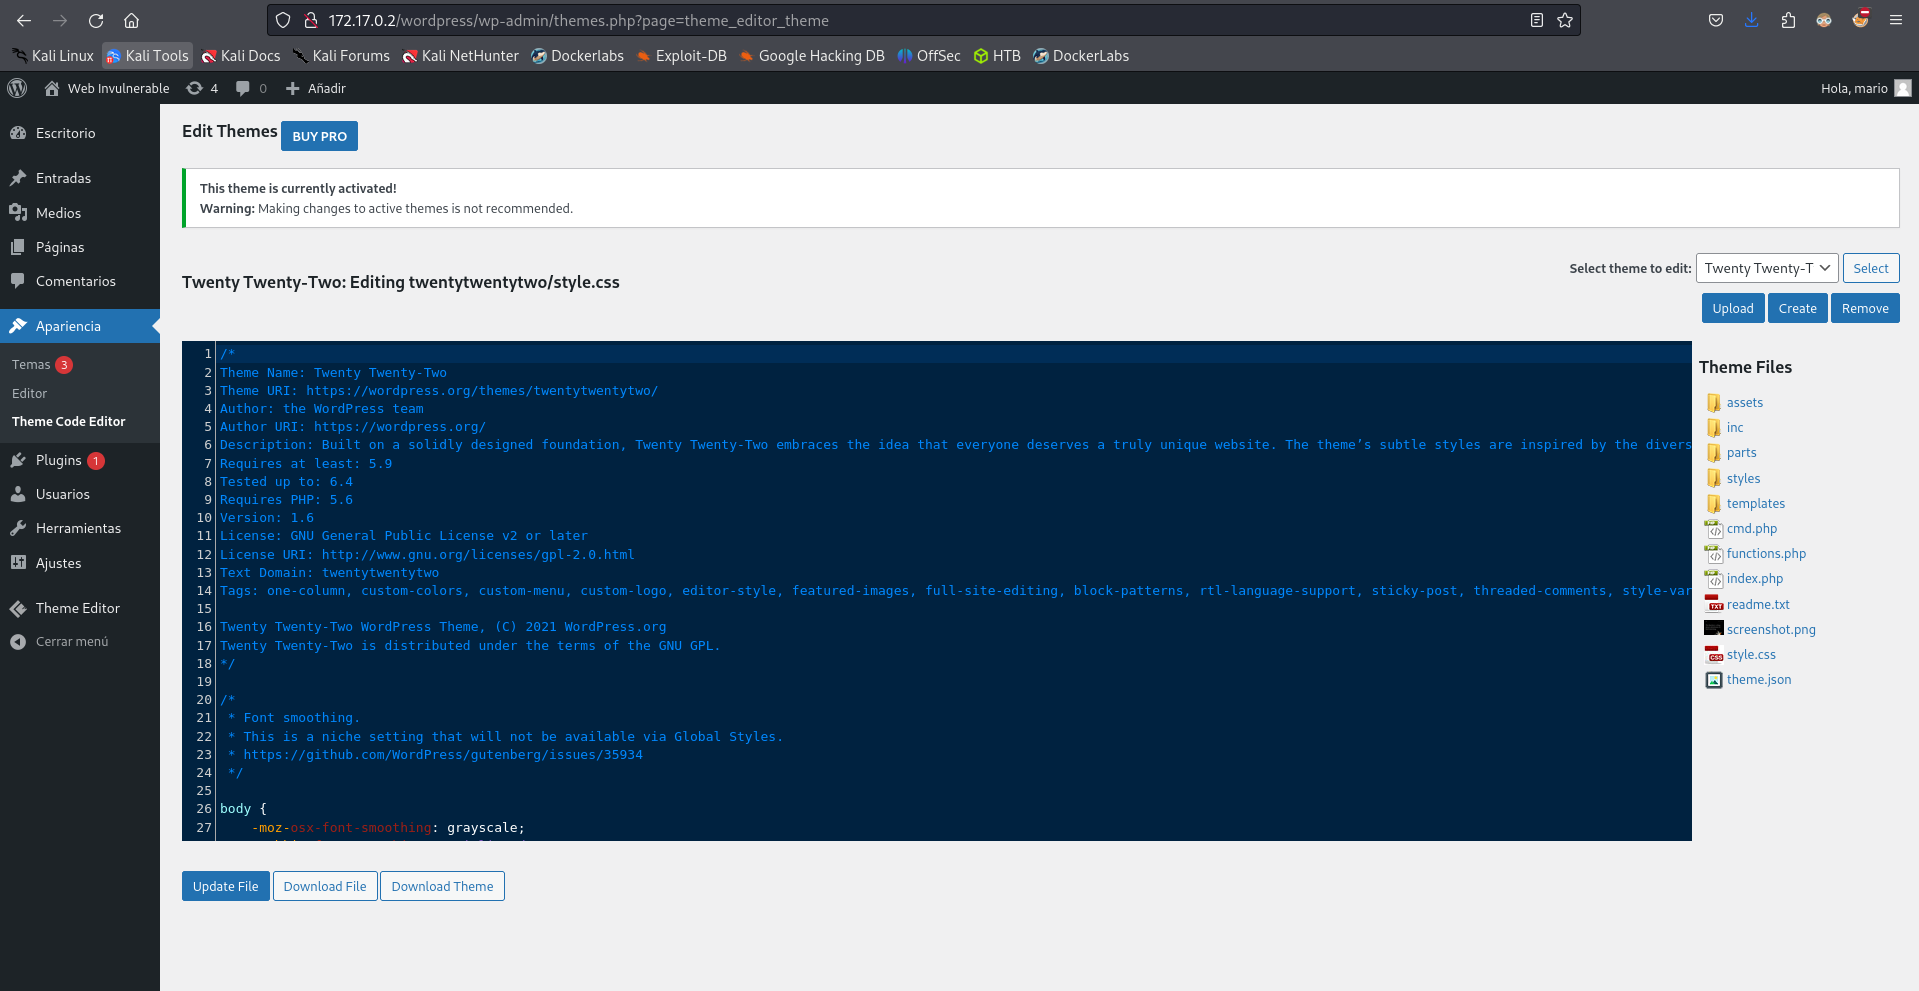 172.17.0.2/wordpress/wp-admin/themes.php?page=theme_editor_theme
Kali Linux Kali Tools Kali Docs Kali Forums Kali NetHunter Dockerlabs Exploit-DB Google Hacking DB OffSec HTB DockerLabs
Web Invulnerable 4 0 Añadir Hola, mario
Escritorio
Entradas
Medios
Páginas
Comentarios
Apariencia
Temas 3
Editor
Theme Code Editor
Plugins 1
Usuarios
Herramientas
Ajustes
Theme Editor
Cerrar menú
Edit Themes BUY PRO
This theme is currently activated!
Warning: Making changes to active themes is not recommended.
Twenty Twenty-Two: Editing twentytwentytwo/style.css
Select theme to edit: Twenty Twenty-T Select
Upload Create Remove
1 /*
2 Theme Name: Twenty Twenty-Two
3 Theme URI: https://wordpress.org/themes/twentytwentytwo/
4 Author: the WordPress team
5 Author URI: https://wordpress.org/
6 Description: Built on a solidly designed foundation, Twenty Twenty-Two embraces the idea that everyone deserves a truly unique website. The theme’s subtle styles are inspired by the divers
7 Requires at least: 5.9
8 Tested up to: 6.4
9 Requires PHP: 5.6
10 Version: 1.6
11 License: GNU General Public License v2 or later
12 License URI: http://www.gnu.org/licenses/gpl-2.0.html
13 Text Domain: twentytwentytwo
14 Tags: one-column, custom-colors, custom-menu, custom-logo, editor-style, featured-images, full-site-editing, block-patterns, rtl-language-support, sticky-post, threaded-comments, style-var
15
16 Twenty Twenty-Two WordPress Theme, (C) 2021 WordPress.org
17 Twenty Twenty-Two is distributed under the terms of the GNU GPL.
18 */
19
20 /*
21 * Font smoothing.
22 * This is a niche setting that will not be available via Global Styles.
23 * https://github.com/WordPress/gutenberg/issues/35934
24 */
25
26 body {
27 -moz-osx-font-smoothing: grayscale;
Theme Files
assets
inc
parts
styles
templates
cmd.php
functions.php
index.php
readme.txt
screenshot.png
style.css
theme.json
Update File Download File Download Theme